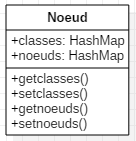 Noeud
+classes: HashMap
+noeuds: HashMap
+getclasses()
+setclasses()
+getnoeuds()
+setnoeuds()